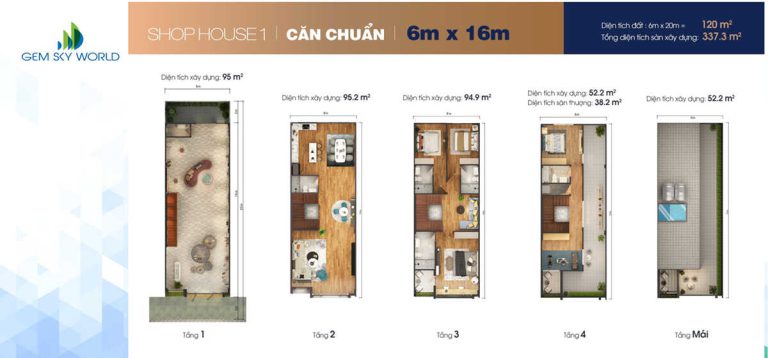 GEM SKY WORLD
SHOP HOUSE 1 | CĂN CHUẨN | 6m x 16m
Diện tích đất : 6m x 20m = 120 m²
Tổng diện tích sàn xây dựng: 337.3 m²
Diện tích xây dựng: 95 m²
Diện tích xây dựng: 95.2 m²
Diện tích xây dựng: 94.9 m²
Diện tích xây dựng: 52.2 m²
Diện tích sân thượng: 38.2 m²
Diện tích xây dựng: 52.2 m²
Tầng 1
Tầng 2
Tầng 3
Tầng 4
Tầng Mái